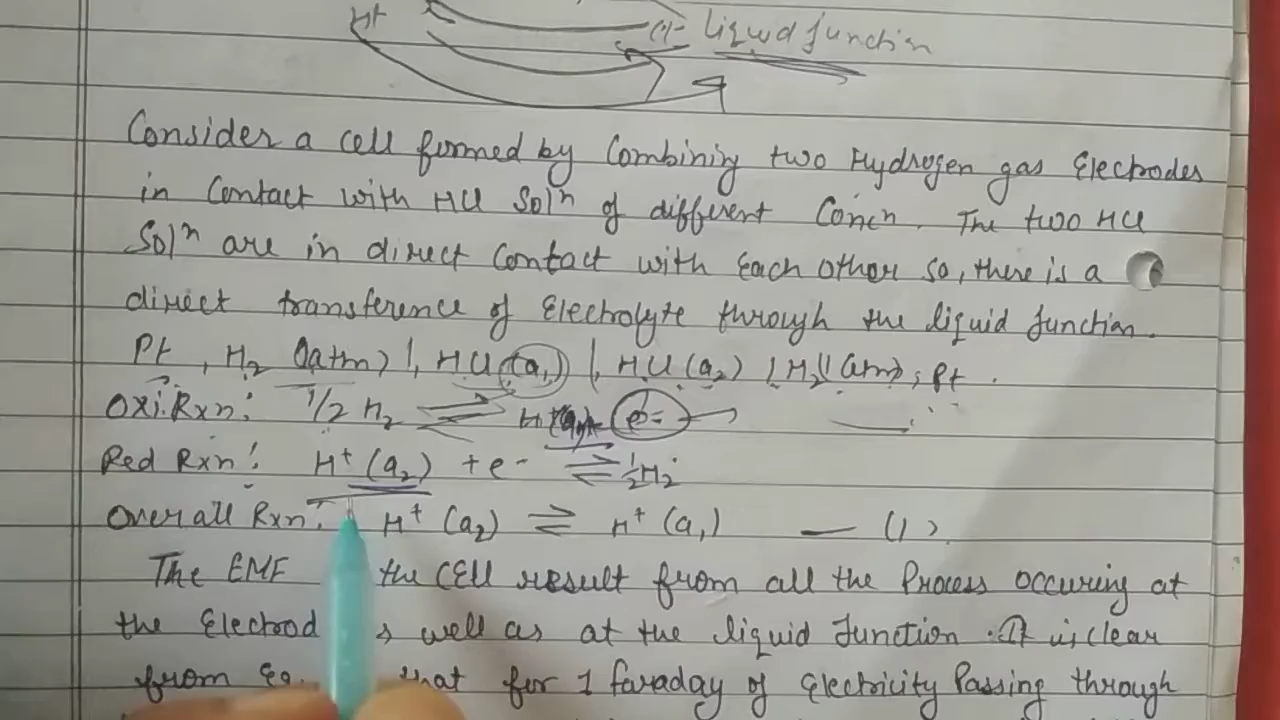 H+ Cl- liquid junction
Consider a cell formed by Combining two Hydrogen gas Electrodes
in Contact with HCl Solⁿ of different Concn. The two HCl
Solⁿ are in direct Contact with Each other so, there is a
direct transference of Electrolyte through the liquid junction.
Pt, H₂ (1atm) |, HCl (a₁) | HCl (a₂) | H₂ (1atm), Pt.
Oxi. Rxn: 1/2 H₂ ⇌ H+ e-
Red Rxn: H+ (a₂) + e- ⇌ 1/2 H₂
Overall Rxn: H+ (a₂) ⇌ H+ (a₁) — (1).
The EMF the CEll result from all the Process occuring at
the Electrod s well as at the liquid Junction. It is clear
from Eq. that for 1 faraday of Electricity Passing through